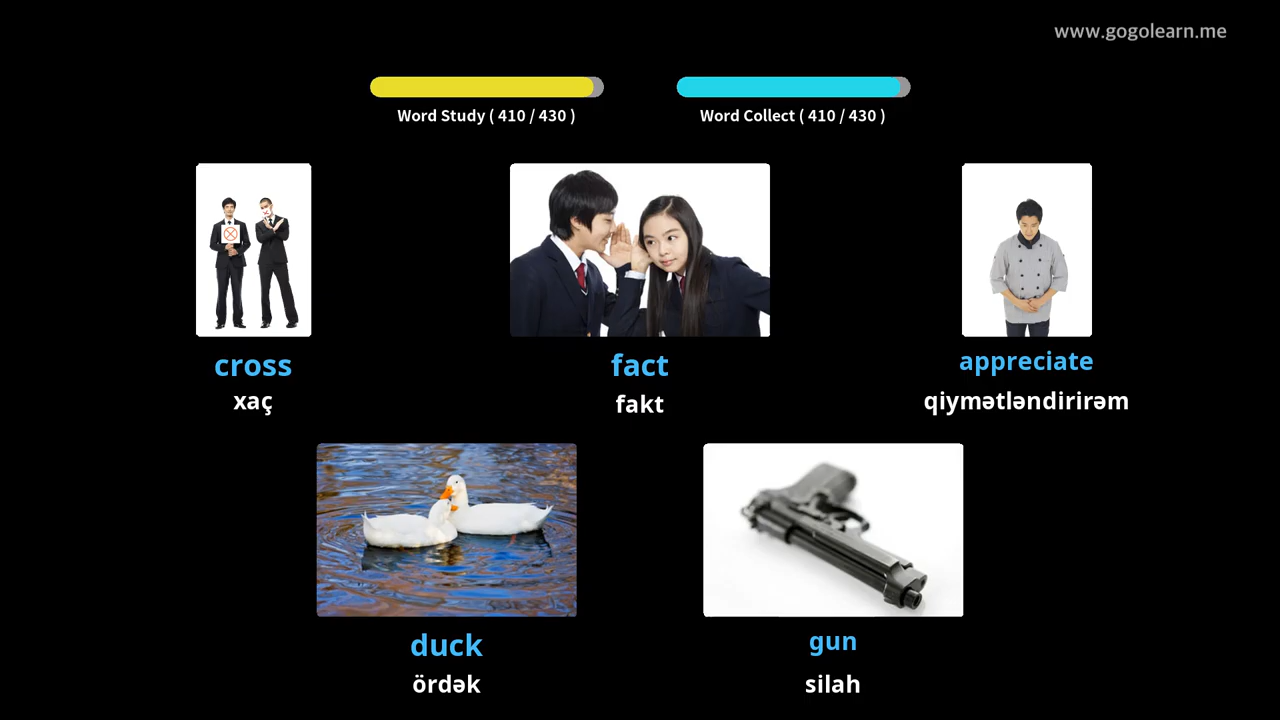 www.gogolearn.me
Word Study ( 410 / 430 )
Word Collect ( 410 / 430 )
cross
xaç
fact
fakt
appreciate
qiymətləndirirəm
duck
ördək
gun
silah